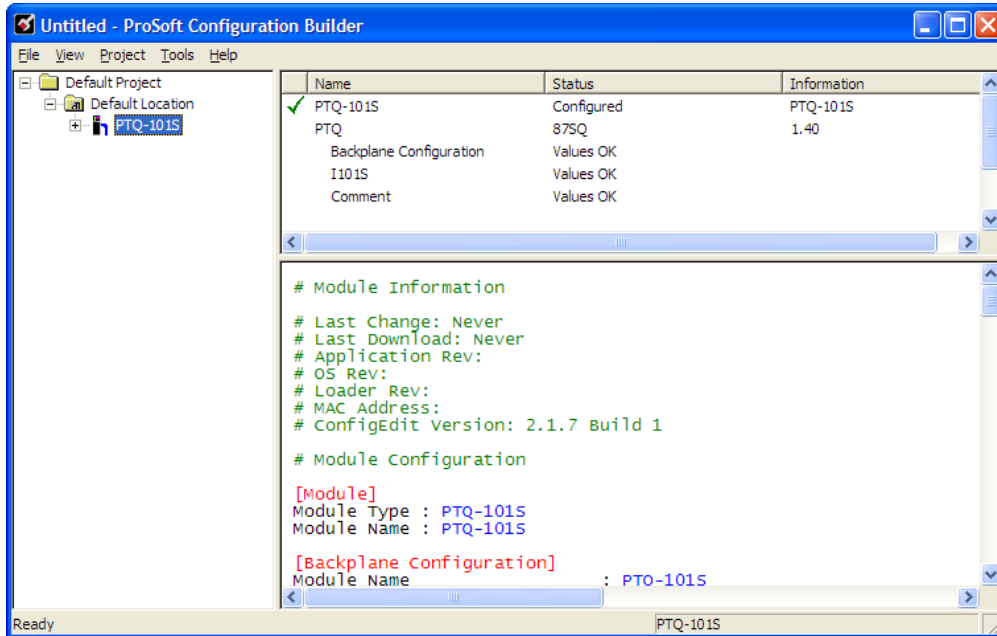 Untitled - ProSoft Configuration Builder
File View Project Tools Help
Default Project
Default Location
PTQ-101S
Name Status Information
PTQ-101S Configured PTQ-101S
PTQ 87SQ 1.40
Backplane Configuration Values OK
I101S Values OK
Comment Values OK
# Module Information
# Last Change: Never
# Last Download: Never
# Application Rev:
# OS Rev:
# Loader Rev:
# MAC Address:
# ConfigEdit Version: 2.1.7 Build 1
# Module Configuration
[Module]
Module Type : PTQ-101S
Module Name : PTQ-101S
[Backplane Configuration]
Module Name : PTQ-101S
Ready PTQ-101S